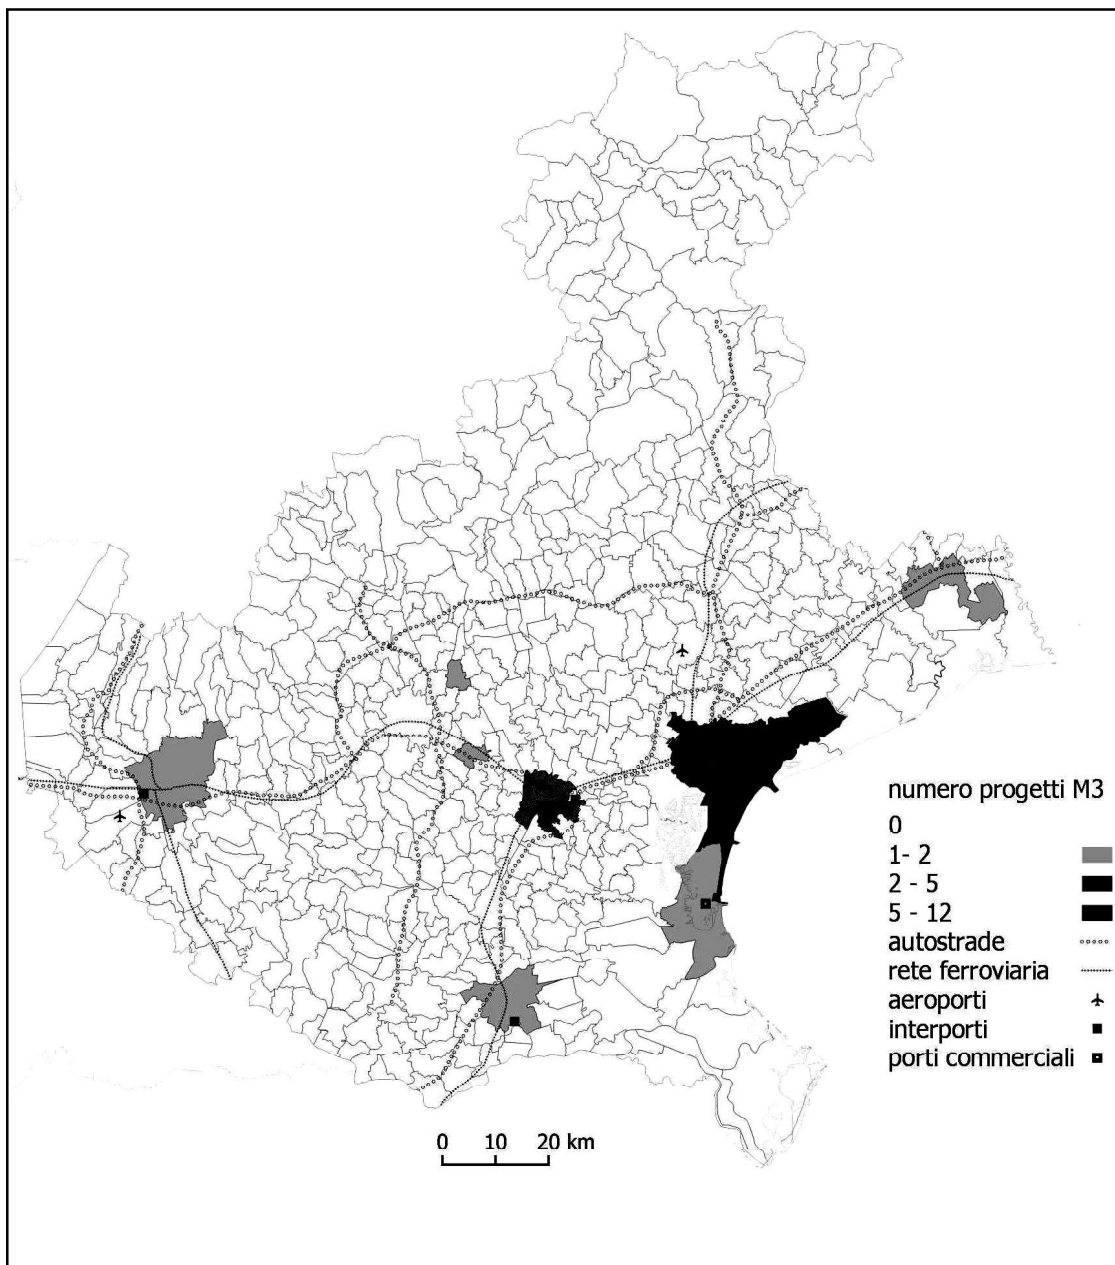 numero progetti M3
0
1- 2
2 - 5
5 - 12
autostrade
rete ferroviaria
aeroporti
interporti
porti commerciali
0 10 20 km